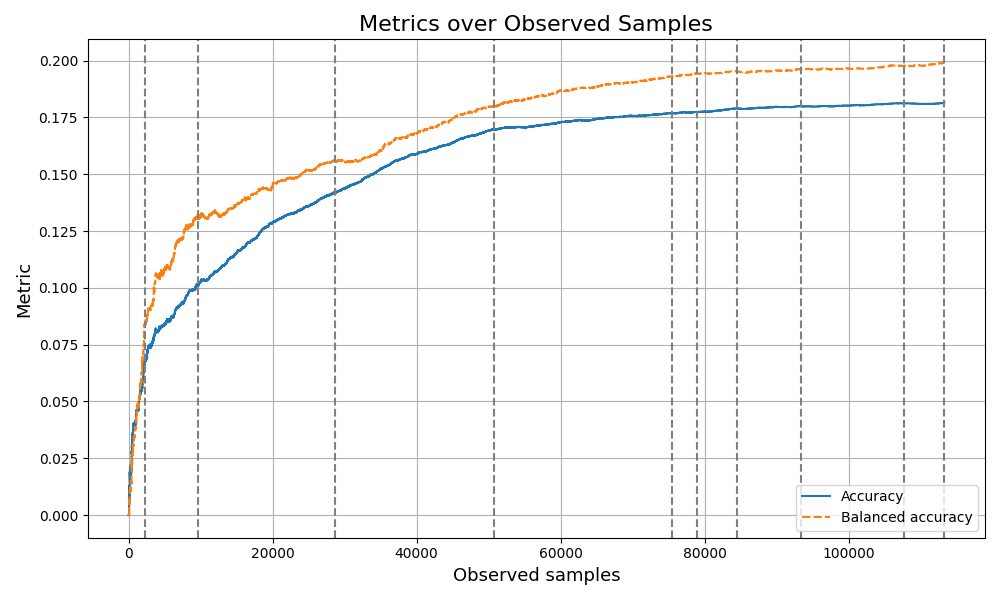 Metrics over Observed Samples
Metric
0.200
0.175
0.150
0.125
0.100
0.075
0.050
0.025
0.000
0 20000 40000 60000 80000 100000
Observed samples
Accuracy
Balanced accuracy